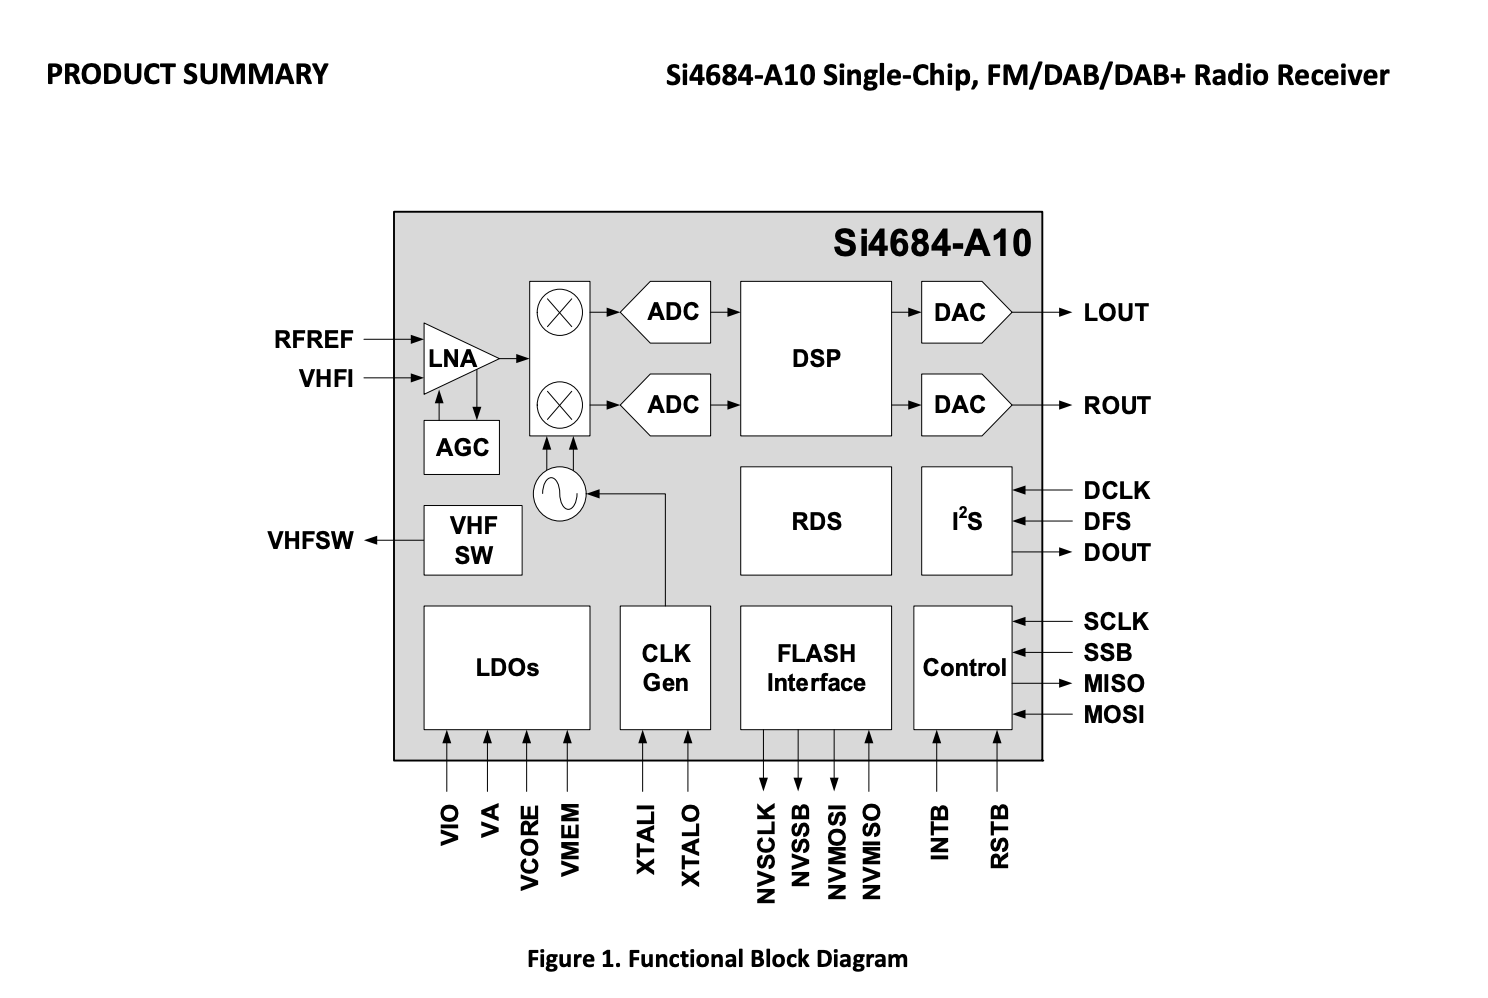 PRODUCT SUMMARY
Si4684-A10 Single-Chip, FM/DAB/DAB+ Radio Receiver
Si4684-A10
RFREF
VHFI
LNA
AGC
ADC
ADC
DSP
DAC
DAC
LOUT
ROUT
VHFSW
VHF
SW
RDS
I²S
DCLK
DFS
DOUT
LDOs
CLK
Gen
FLASH
Interface
Control
SCLK
SSB
MISO
MOSI
VIO
VA
VCORE
VMEM
XTALI
XTALO
NVSCLK
NVSSB
NVMOSI
NVMISO
INTB
RSTB
Figure 1. Functional Block Diagram